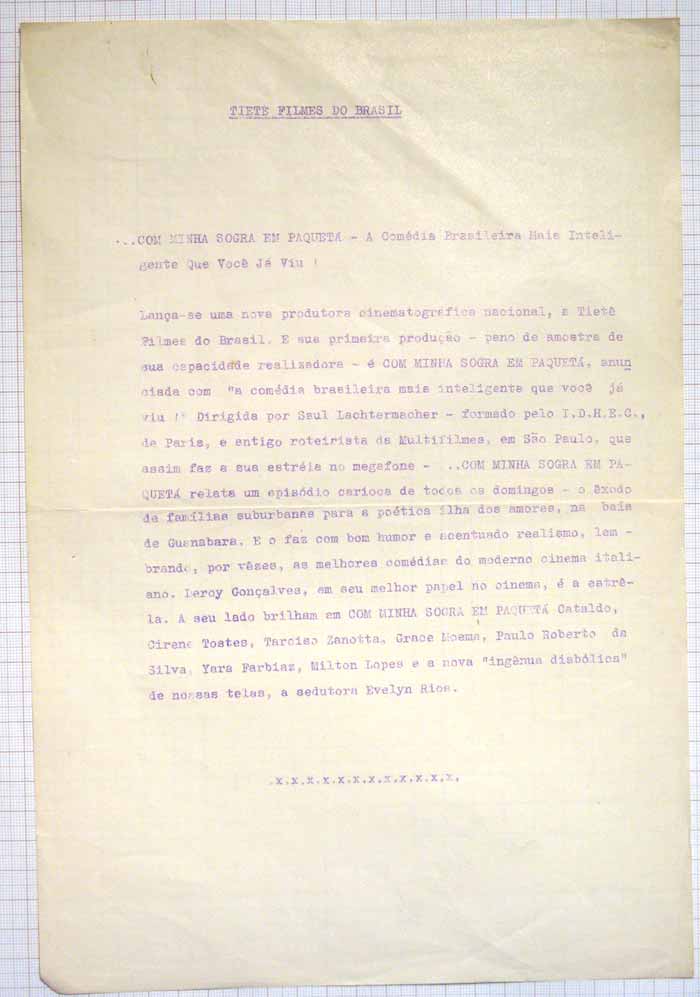 TIETE FILMES DO BRASIL
...COM MINHA SOGRA EM PAQUETÁ - A Comédia Brasileira Mais Inteli-
gente Que Você Já Viu !
Lança-se uma nova produtora cinematográfica nacional, a Tietê
Filmes do Brasil. E sua primeira produção - peno de amostra de
sua capacidade realizadora - é COM MINHA SOGRA EM PAQUETÁ, anun
ciada com "a comédia brasileira mais inteligente que você já
viu !" Dirigida por Saul Lachtermacher - formado pelo I.D.H.E.C.,
de Paris, e antigo roteirista da Multifilmes, em São Paulo, que
assim faz a sua estréia no megafone - ...COM MINHA SOGRA EM PA-
QUETÁ relata um episódio carioca de todos os domingos - o êxodo
de famílias suburbanas para a poética ilha dos amores, na baía
de Guanabara. E o faz com bom humor e acentuado realismo, lem -
brando, por vêzes, as melhores comédias do moderno cinema itali-
ano. Dercy Gonçalves, em seu melhor papel no cinema, é a estrê-
la. A seu lado brilham em COM MINHA SOGRA EM PAQUETÁ Cataldo,
Cirene Tostes, Tarciso Zanotta, Grace Moema, Paulo Roberto da
Silva, Yara Farbiaz, Milton Lopes e a nova "ingênua diabólica"
de nossas telas, a sedutora Evelyn Rios.
.x.x.x.x.x.x.x.x.x.x.x.x.